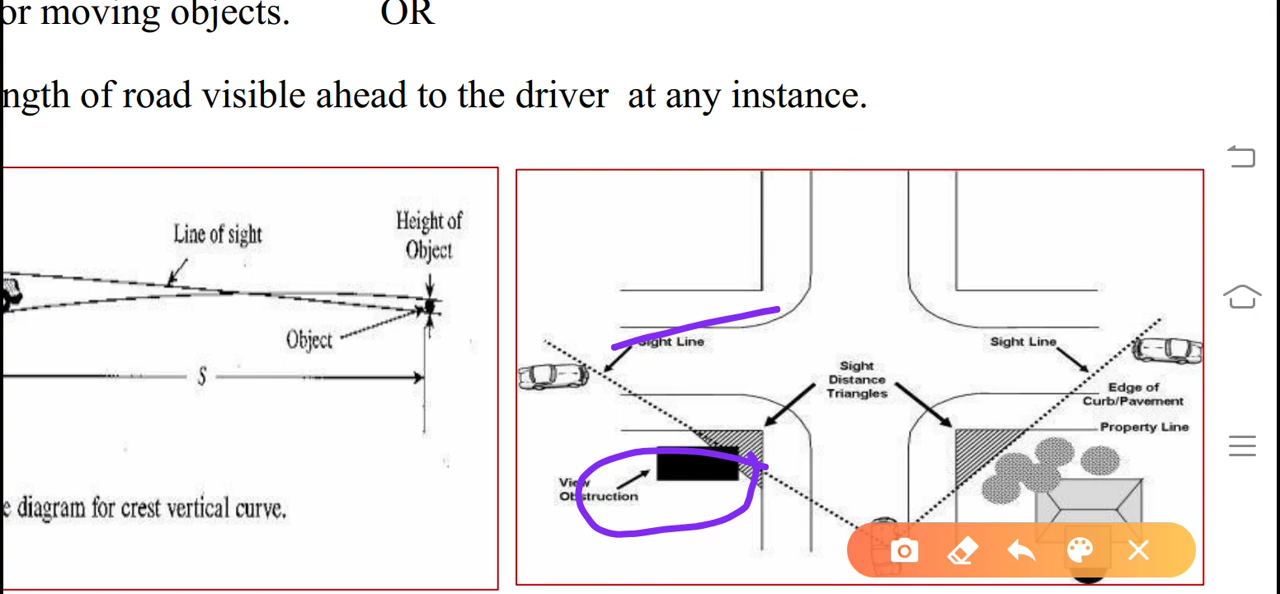 or moving objects. OR
ngth of road visible ahead to the driver at any instance.
Line of sight
Height of
Object
Object
S
e diagram for crest vertical curve.
Sight Line
Sight Line
Sight
Distance
Triangles
Edge of
Curb/Pavement
Property Line
View
Obstruction